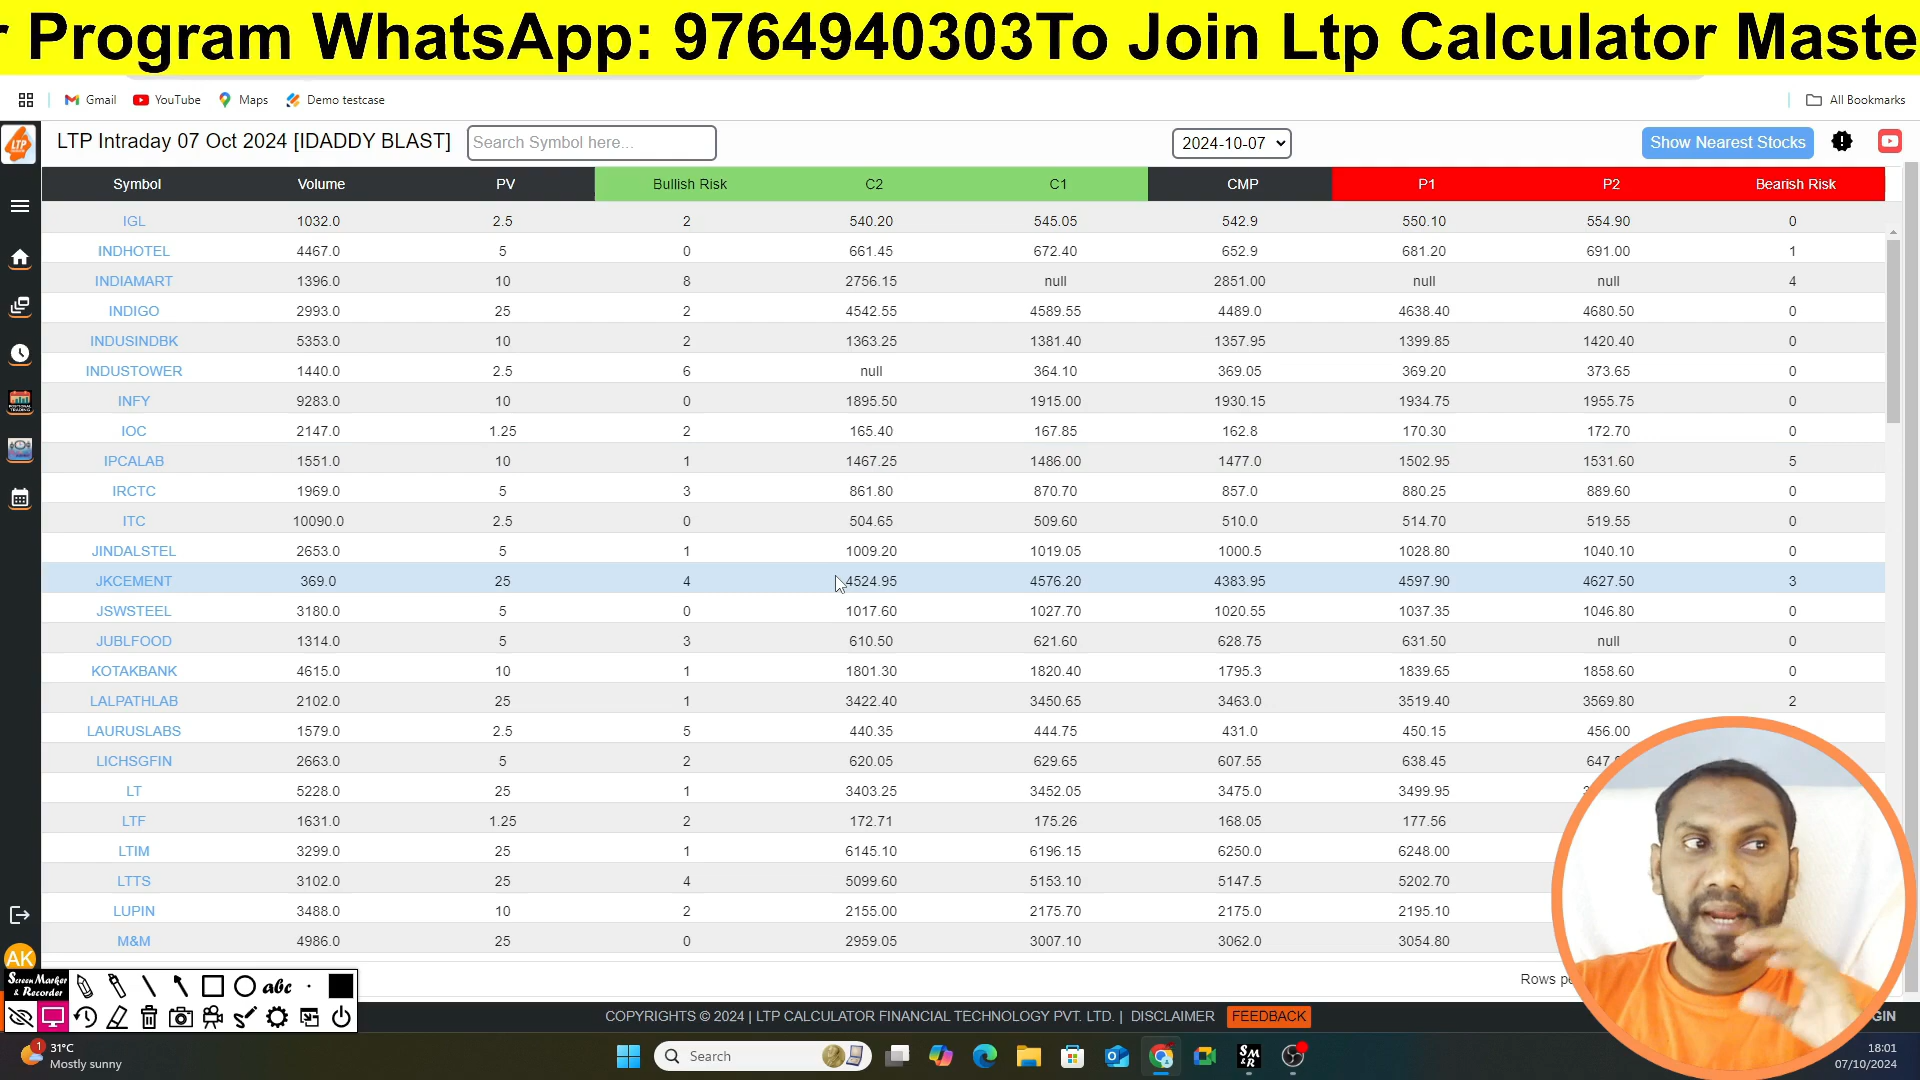 r Program WhatsApp: 9764940303To Join Ltp Calculator Maste
Gmail YouTube Maps Demo testcase All Bookmarks
LTP LTP Intraday 07 Oct 2024 [IDADDY BLAST] Search Symbol here... 2024-10-07 Show Nearest Stocks
Symbol Volume PV Bullish Risk C2 C1 CMP P1 P2 Bearish Risk
IGL 1032.0 2.5 2 540.20 545.05 542.9 550.10 554.90 0
INDHOTEL 4467.0 5 0 661.45 672.40 652.9 681.20 691.00 1
INDIAMART 1396.0 10 8 2756.15 null 2851.00 null null 4
INDIGO 2993.0 25 2 4542.55 4589.55 4489.0 4638.40 4680.50 0
INDUSINDBK 5353.0 10 2 1363.25 1381.40 1357.95 1399.85 1420.40 0
INDUSTOWER 1440.0 2.5 6 null 364.10 369.05 369.20 373.65 0
INFY 9283.0 10 0 1895.50 1915.00 1930.15 1934.75 1955.75 0
IOC 2147.0 1.25 2 165.40 167.85 162.8 170.30 172.70 0
IPCALAB 1551.0 10 1 1467.25 1486.00 1477.0 1502.95 1531.60 5
IRCTC 1969.0 5 3 861.80 870.70 857.0 880.25 889.60 0
ITC 10090.0 2.5 0 504.65 509.60 510.0 514.70 519.55 0
JINDALSTEL 2653.0 5 1 1009.20 1019.05 1000.5 1028.80 1040.10 0
JKCEMENT 369.0 25 4 4524.95 4576.20 4383.95 4597.90 4627.50 3
JSWSTEEL 3180.0 5 0 1017.60 1027.70 1020.55 1037.35 1046.80 0
JUBLFOOD 1314.0 5 3 610.50 621.60 628.75 631.50 null 0
KOTAKBANK 4615.0 10 1 1801.30 1820.40 1795.3 1839.65 1858.60 0
LALPATHLAB 2102.0 25 1 3422.40 3450.65 3463.0 3519.40 3569.80 2
LAURUSLABS 1579.0 2.5 5 440.35 444.75 431.0 450.15 456.00
LICHSGFIN 2663.0 5 2 620.05 629.65 607.55 638.45
LT 5228.0 25 1 3403.25 3452.05 3475.0 3499.95
LTF 1631.0 1.25 2 172.71 175.26 168.05 177.56
LTIM 3299.0 25 1 6145.10 6196.15 6250.0 6248.00
LTTS 3102.0 25 4 5099.60 5153.10 5147.5 5202.70
LUPIN 3488.0 10 2 2155.00 2175.70 2175.0 2195.10
M&M 4986.0 25 0 2959.05 3007.10 3062.0 3054.80
AK
Screen Marker & Recorder abc
Rows pe
COPYRIGHTS © 2024 | LTP CALCULATOR FINANCIAL TECHNOLOGY PVT. LTD. | DISCLAIMER FEEDBACK GIN
1 31°C
Mostly sunny
Search
SM&R
18:01
07/10/2024